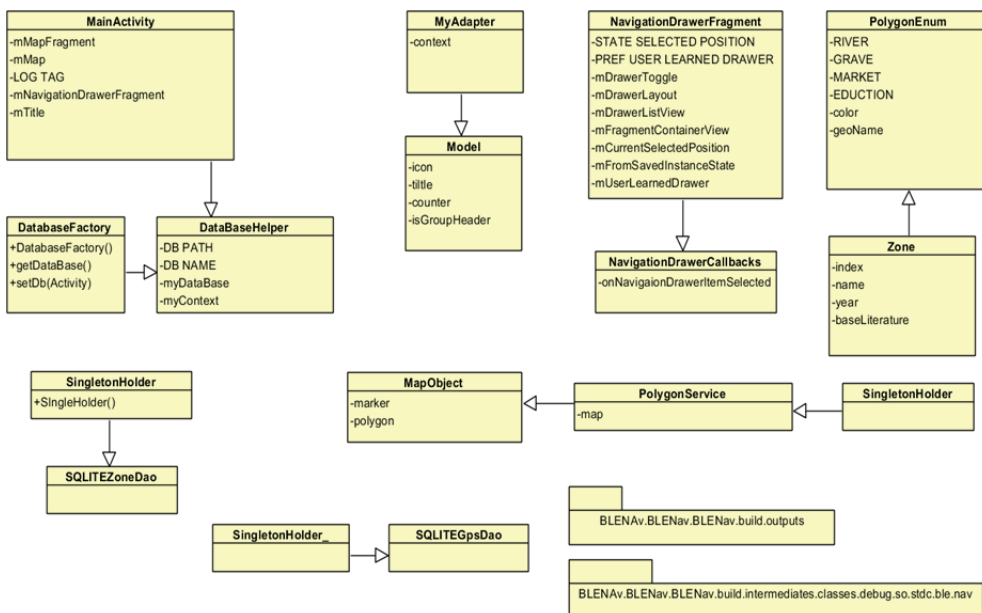 MainActivity
-mMapFragment
-mMap
-LOG TAG
-mNavigationDrawerFragment
-mTitle
MyAdapter
-context
NavigationDrawerFragment
-STATE SELECTED POSITION
-PREF USER LEARNED DRAWER
-mDrawerToggle
-mDrawerLayout
-mDrawerListView
-mFragmentContainerView
-mCurrentSelectedPosition
-mFromSavedInstanceState
-mUserLearnedDrawer
PolygonEnum
-RIVER
-GRAVE
-MARKET
-EDUCTION
-color
-geoName
Model
-icon
-tiltle
-counter
-isGroupHeader
DatabaseFactory
+DatabaseFactory()
+getDataBase()
+setDb(Activity)
DataBaseHelper
-DB PATH
-DB NAME
-myDataBase
-myContext
NavigationDrawerCallbacks
-onNavigaionDrawerItemSelected
Zone
-index
-name
-year
-baseLiterature
SingletonHolder
+SIngleHolder()
MapObject
-marker
-polygon
PolygonService
-map
SingletonHolder
SQLITEZoneDao
SingletonHolder_
SQLITEGpsDao
BLENAv.BLENav.BLENav.build.outputs
BLENAv.BLENav.BLENav.build.intermediates.classes.debug.so.stdc.ble.nav